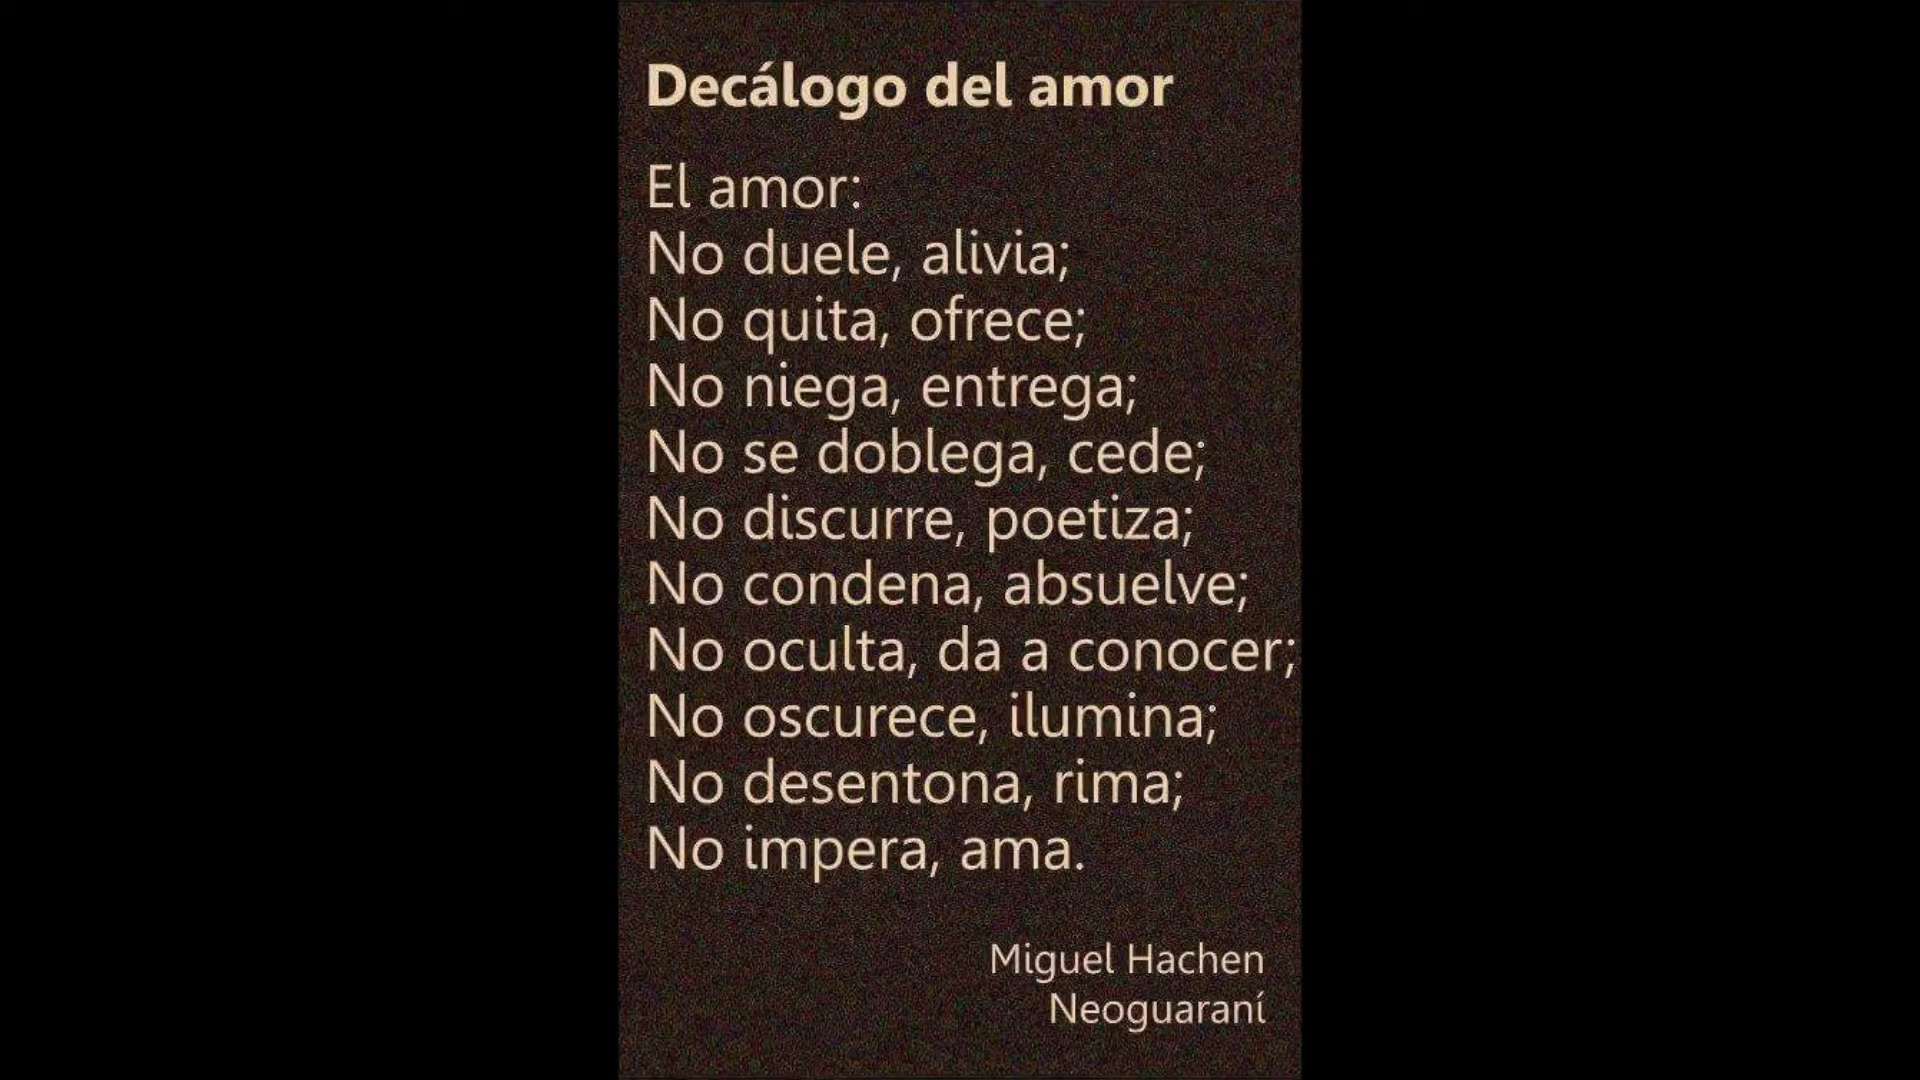 Decálogo del amor
El amor:
No duele, alivia;
No quita, ofrece;
No niega, entrega;
No se doblega, cede;
No discurre, poetiza;
No condena, absuelve;
No oculta, da a conocer;
No oscurece, ilumina;
No desentona, rima;
No impera, ama.
Miguel Hachen
Neoguaraní